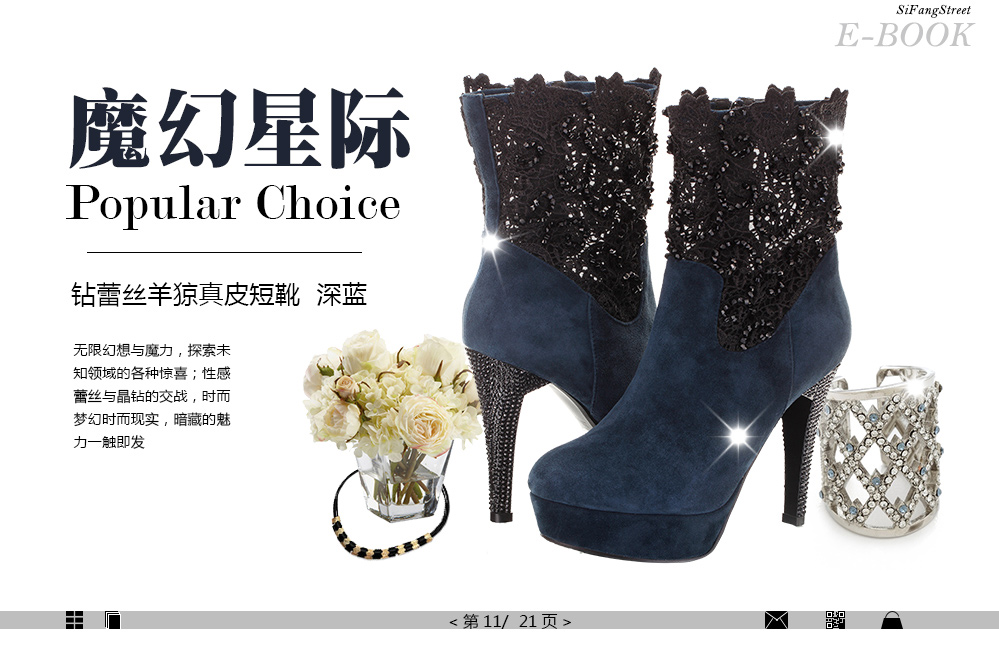 SiFangStreet
E-BOOK
魔幻星际
Popular Choice
钻蕾丝羊猄真皮短靴 深蓝
无限幻想与魔力，探索未
知领域的各种惊喜；性感
蕾丝与晶钻的交战，时而
梦幻时而现实，暗藏的魅
力一触即发
< 第 11/ 21 页 >